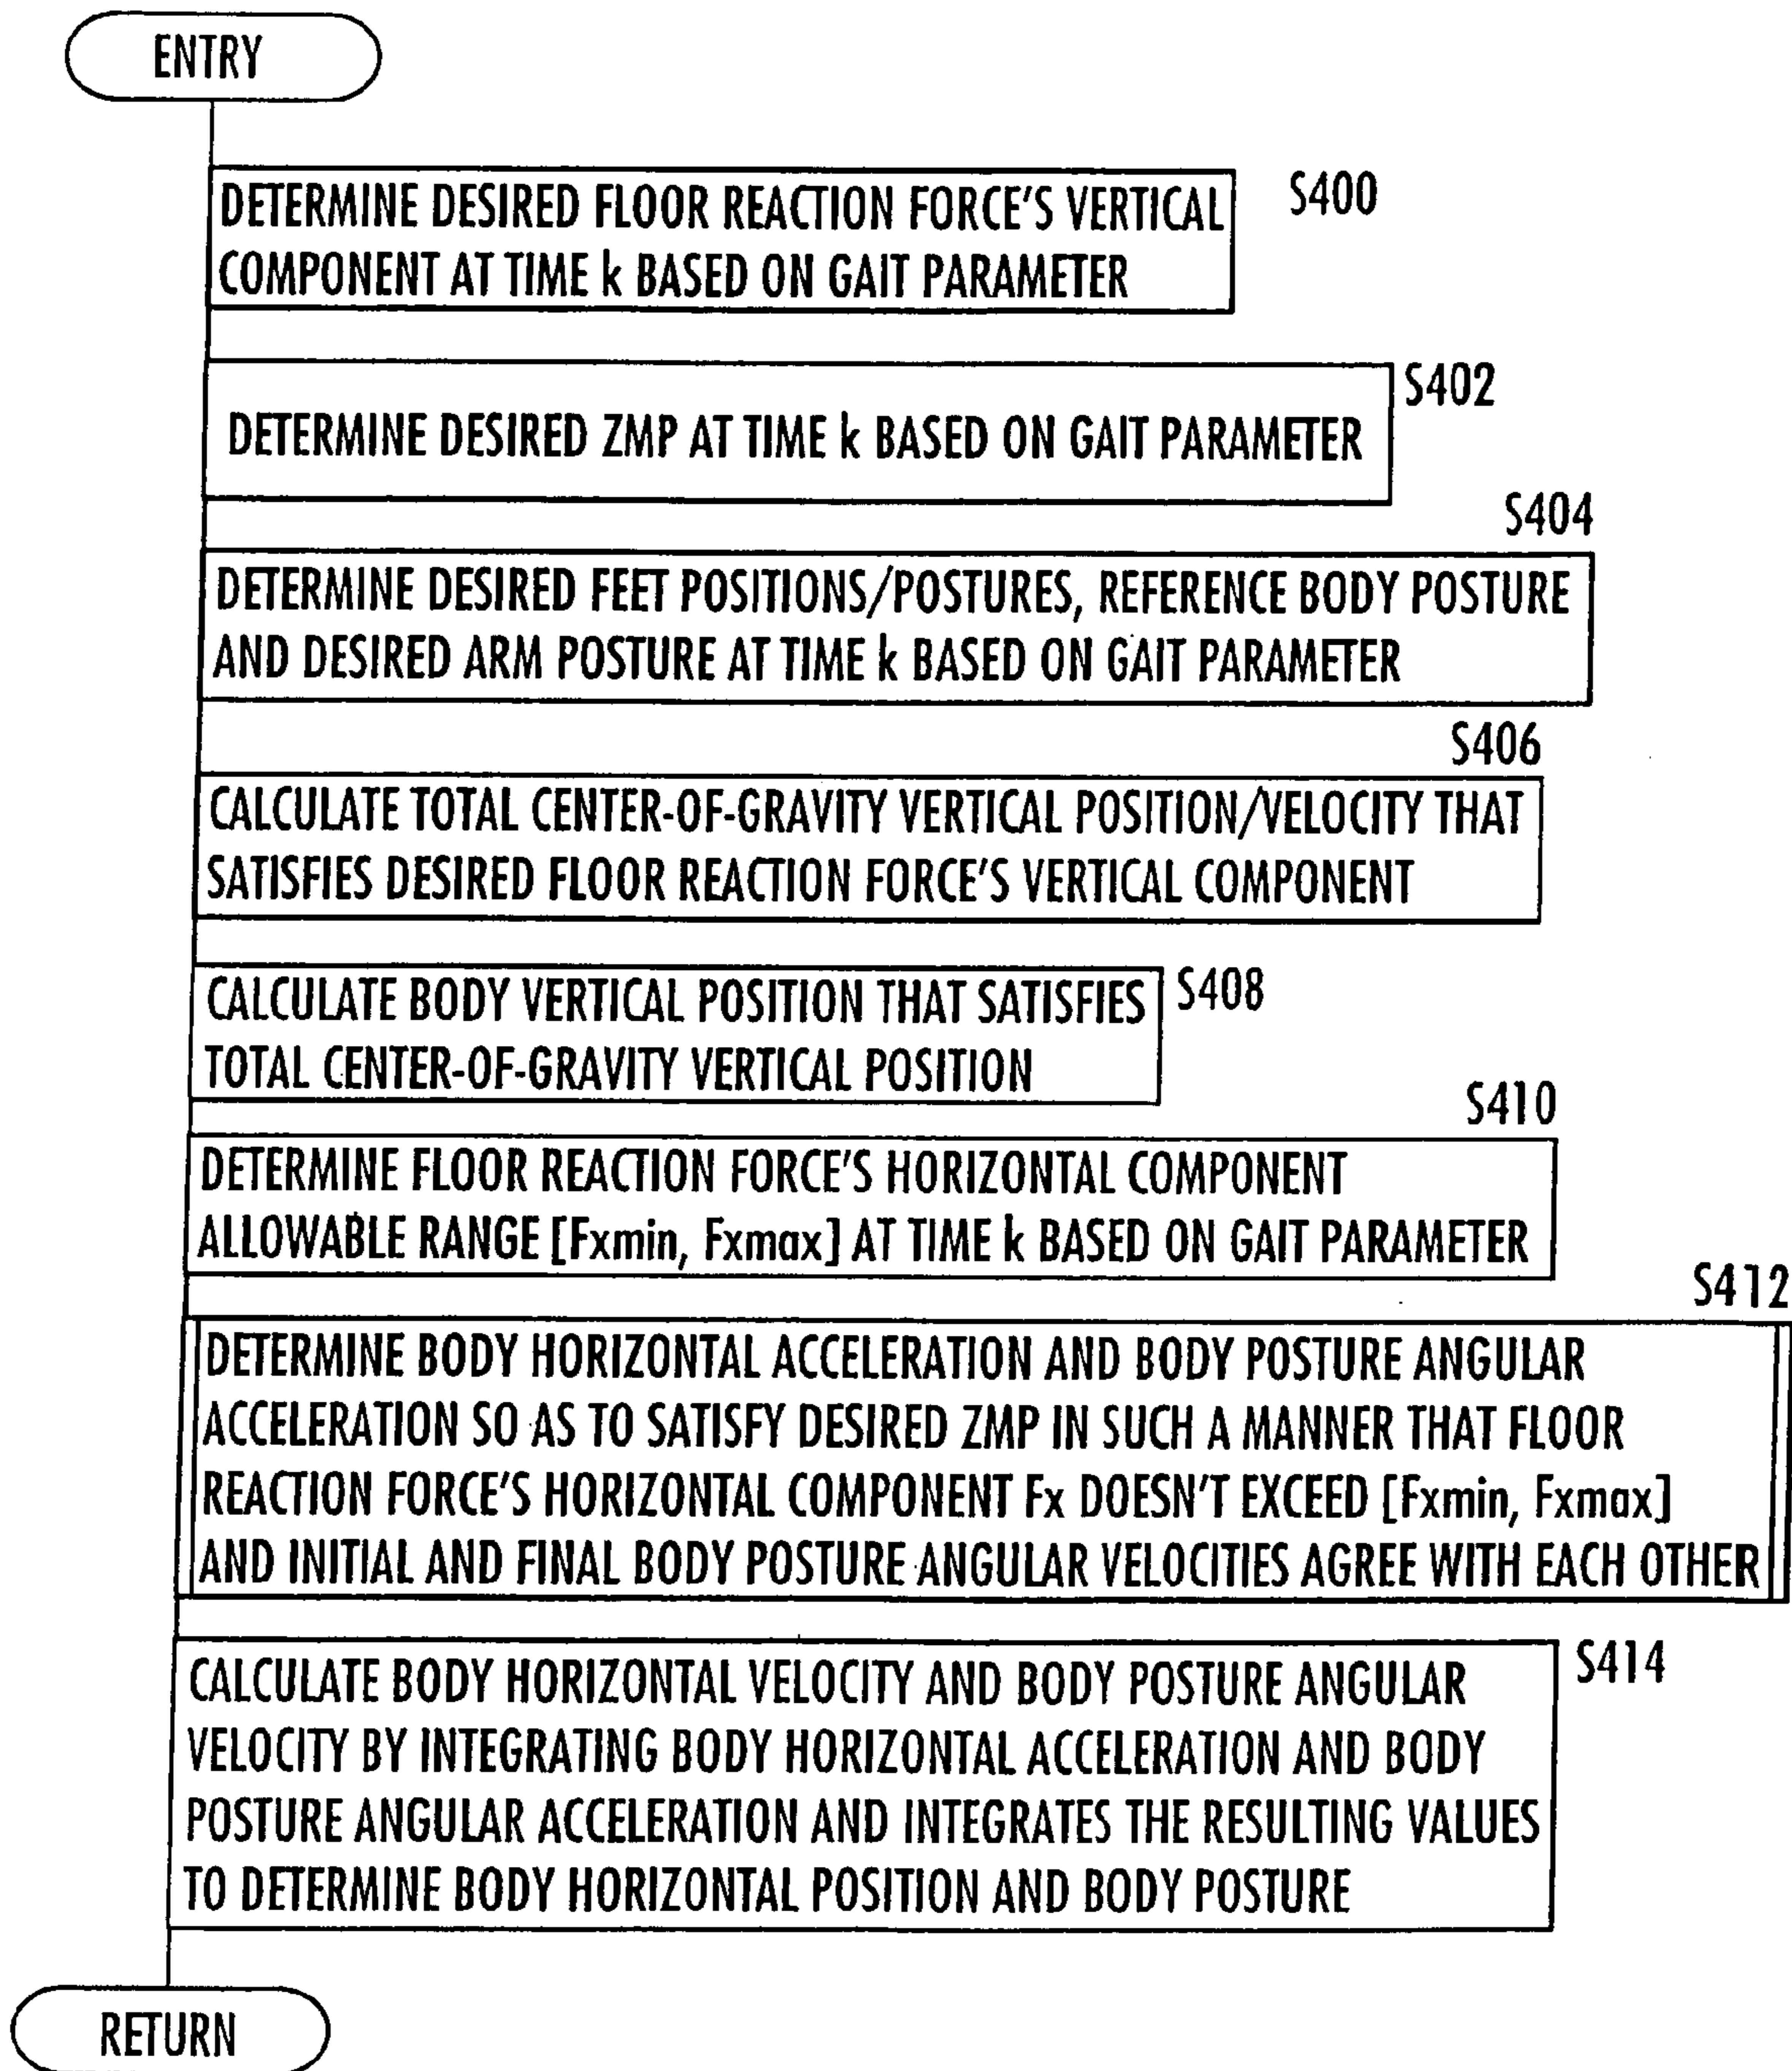 ENTRY
DETERMINE DESIRED FLOOR REACTION FORCE'S VERTICAL
COMPONENT AT TIME k BASED ON GAIT PARAMETER
S400
DETERMINE DESIRED ZMP AT TIME k BASED ON GAIT PARAMETER
S402
S404
DETERMINE DESIRED FEET POSITIONS/POSTURES, REFERENCE BODY POSTURE
AND DESIRED ARM POSTURE AT TIME k BASED ON GAIT PARAMETER
S406
CALCULATE TOTAL CENTER-OF-GRAVITY VERTICAL POSITION/VELOCITY THAT
SATISFIES DESIRED FLOOR REACTION FORCE'S VERTICAL COMPONENT
CALCULATE BODY VERTICAL POSITION THAT SATISFIES
TOTAL CENTER-OF-GRAVITY VERTICAL POSITION
S408
S410
DETERMINE FLOOR REACTION FORCE'S HORIZONTAL COMPONENT
ALLOWABLE RANGE [Fxmin, Fxmax] AT TIME k BASED ON GAIT PARAMETER
S412
DETERMINE BODY HORIZONTAL ACCELERATION AND BODY POSTURE ANGULAR
ACCELERATION SO AS TO SATISFY DESIRED ZMP IN SUCH A MANNER THAT FLOOR
REACTION FORCE'S HORIZONTAL COMPONENT Fx DOESN'T EXCEED [Fxmin, Fxmax]
AND INITIAL AND FINAL BODY POSTURE ANGULAR VELOCITIES AGREE WITH EACH OTHER
CALCULATE BODY HORIZONTAL VELOCITY AND BODY POSTURE ANGULAR
VELOCITY BY INTEGRATING BODY HORIZONTAL ACCELERATION AND BODY
POSTURE ANGULAR ACCELERATION AND INTEGRATES THE RESULTING VALUES
TO DETERMINE BODY HORIZONTAL POSITION AND BODY POSTURE
S414
RETURN